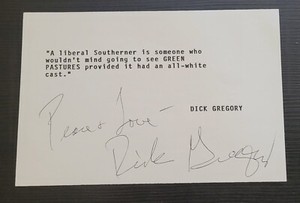 "A liberal Southerner is someone who
wouldn't mind going to see GREEN
PASTURES provided it had an all-white
cast."
DICK GREGORY
Peace & Love -
Dick Gregory